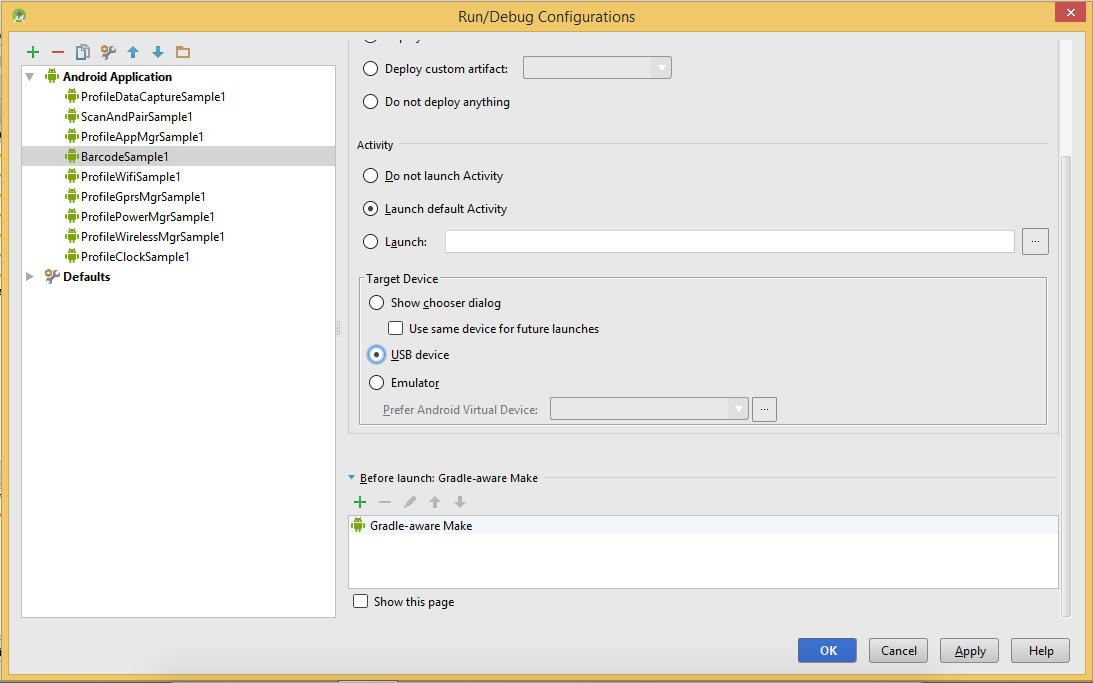 Run/Debug Configurations
Android Application
ProfileDataCaptureSample1
ScanAndPairSample1
ProfileAppMgrSample1
BarcodeSample1
ProfileWifiSample1
ProfileGprsMgrSample1
ProfilePowerMgrSample1
ProfileWirelessMgrSample1
ProfileClockSample1
Defaults
Deploy custom artifact:
Do not deploy anything
Activity
Do not launch Activity
Launch default Activity
Launch:
...
Target Device
Show chooser dialog
Use same device for future launches
USB device
Emulator
Prefer Android Virtual Device:
...
Before launch: Gradle-aware Make
Gradle-aware Make
Show this page
OK
Cancel
Apply
Help